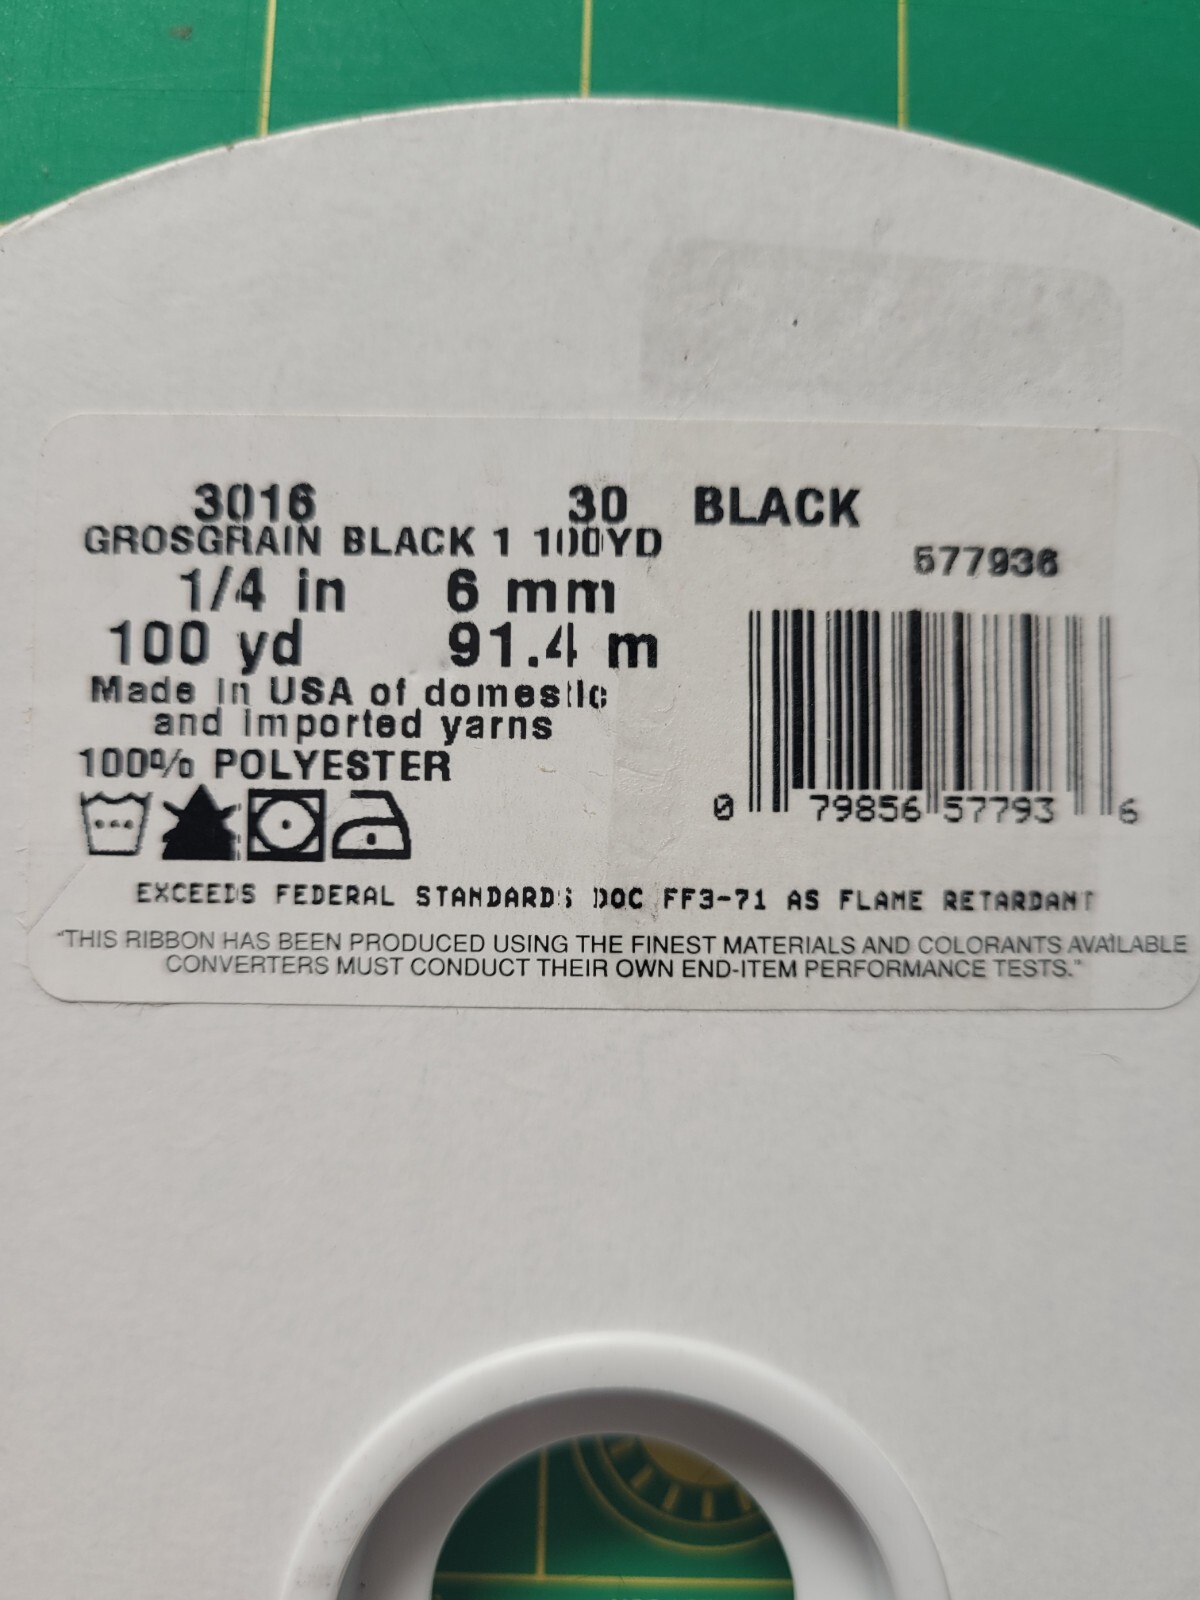 3016 30 BLACK
GROSGRAIN BLACK 1 100YD
577936
1/4 in 6 mm
100 yd 91.4 m
Made in USA of domestic
and imported yarns
100% POLYESTER
0 79856 57793 6
EXCEEDS FEDERAL STANDARDS DOC FF3-71 AS FLAME RETARDANT
"THIS RIBBON HAS BEEN PRODUCED USING THE FINEST MATERIALS AND COLORANTS AVAILABLE
CONVERTERS MUST CONDUCT THEIR OWN END-ITEM PERFORMANCE TESTS."